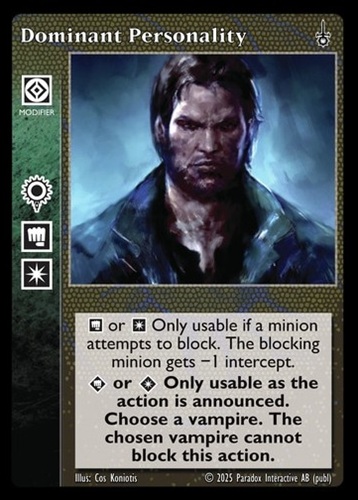 Dominant Personality
MODIFIER
or Only usable if a minion
attempts to block. The blocking
minion gets −1 intercept.
or Only usable as the
action is announced.
Choose a vampire. The
chosen vampire cannot
block this action.
Illus: Cos Koniotis © 2025 Paradox Interactive AB (publ)